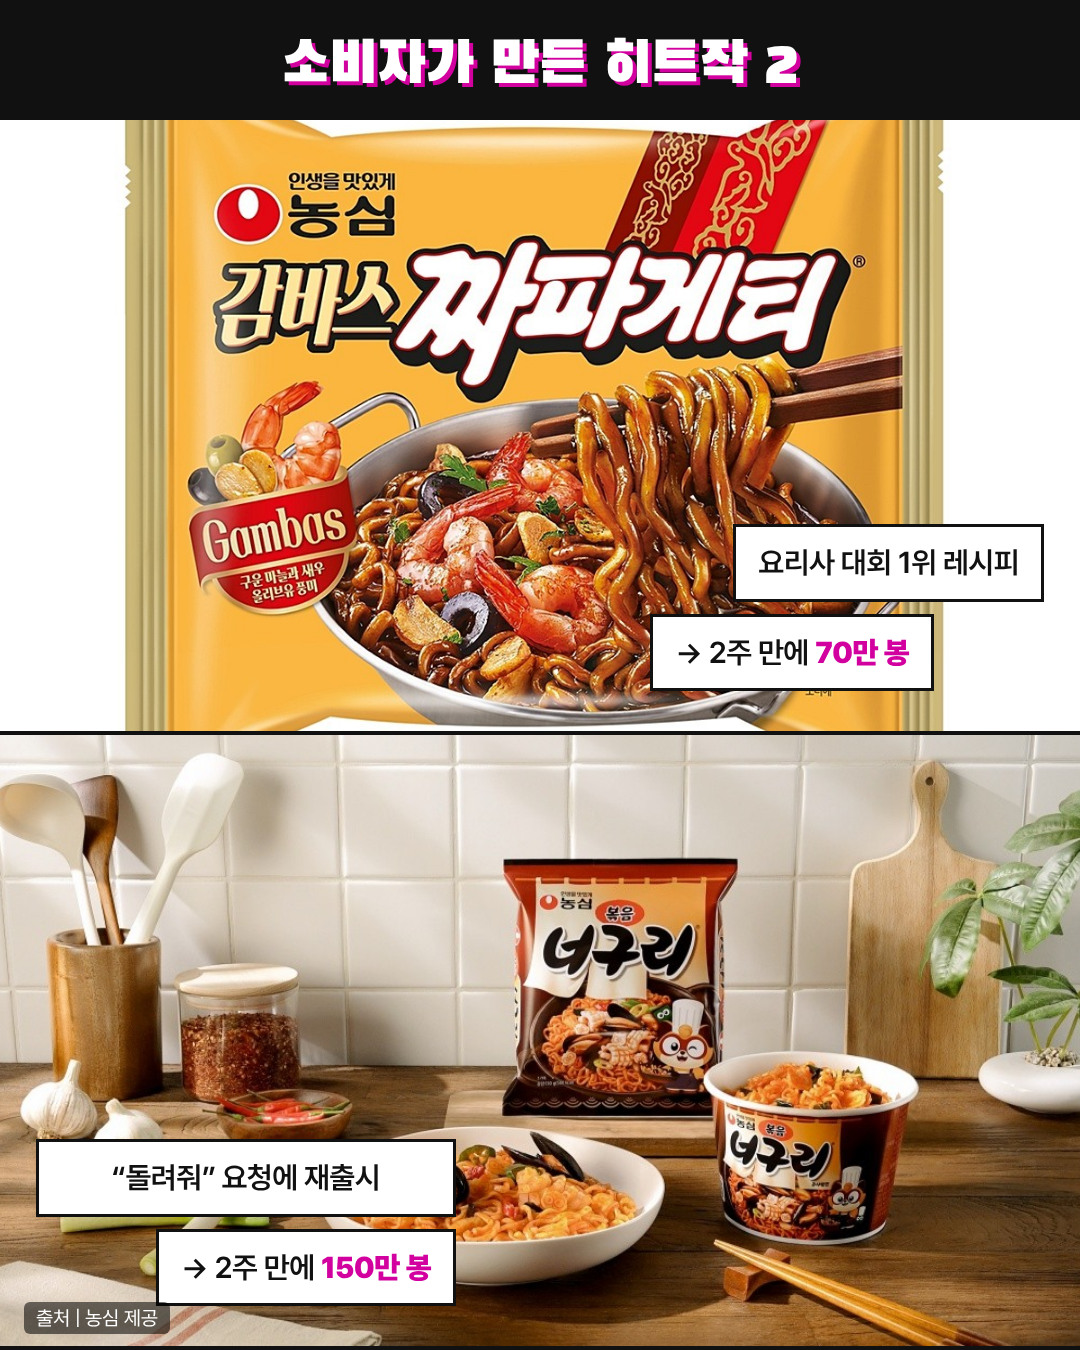 소비자가 만든 히트작 2
인생을 맛있게
농심
감바스 짜파게티
®
Gambas
구운 마늘과 새우
올리브유 풍미
요리사 대회 1위 레시피
→ 2주 만에 70만 봉
인생을 맛있게
농심
볶음
너구리
농심
볶음
너구리
“돌려줘” 요청에 재출시
→ 2주 만에 150만 봉
출처 | 농심 제공